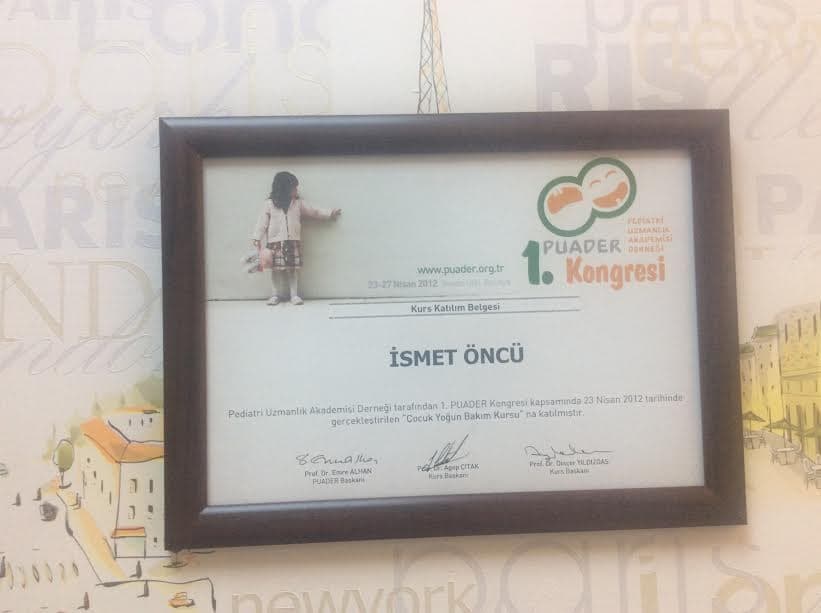 PARIS
PUADER
PEDİATRİ
UZMANLIK
AKADEMİSİ
DERNEĞİ
1. Kongresi
www.puader.org.tr
23-27 Nisan 2012
Kurs Katılım Belgesi
İSMET ÖNCÜ
Pediatri Uzmanlık Akademisi Derneği tarafından 1. PUADER Kongresi kapsamında 23 Nisan 2012 tarihinde
gerçekleştirilen "Çocuk Yoğun Bakım Kursu" na katılmıştır.
Prof. Dr. Emre ALHAN
PUADER Başkanı
Prof. Dr. Agop ÇITAK
Kurs Başkanı
Prof. Dr. Dinçer YILDIZDAŞ
Kurs Başkanı
newyork
paris